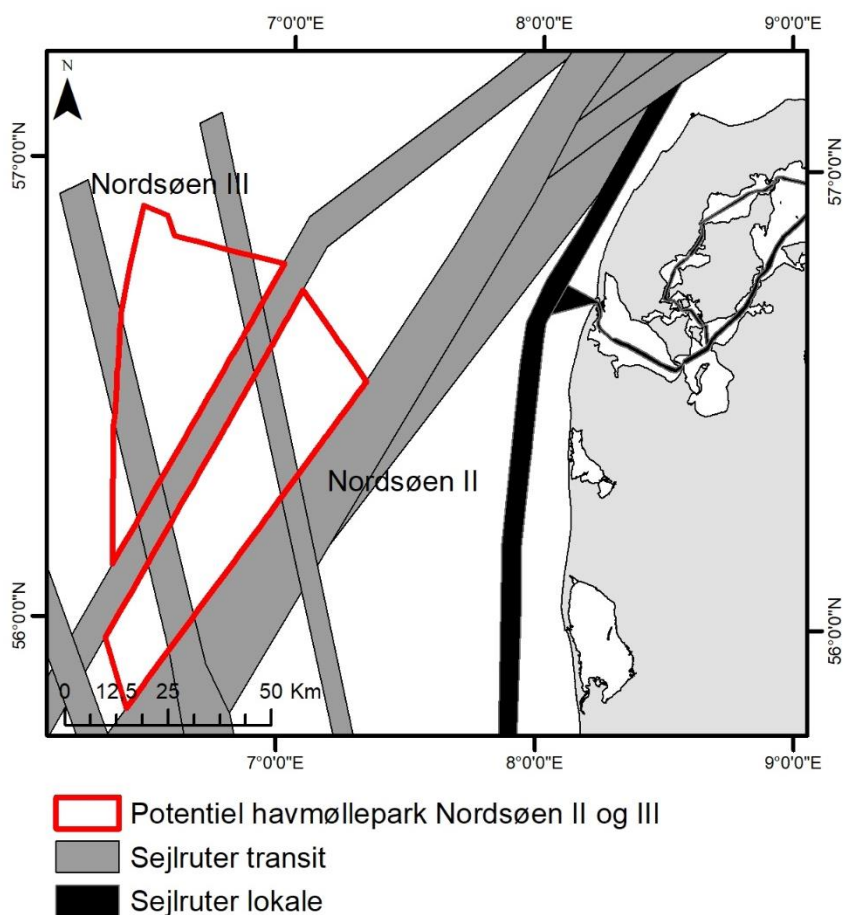 7°0'0"E 8°0'0"E 9°0'0"E
N
57°0'0"N 57°0'0"N
Nordsøen III
Nordsøen II
56°0'0"N 56°0'0"N
0 12,5 25 50 Km
7°0'0"E 8°0'0"E 9°0'0"E
Potentiel havmøllepark Nordsøen II og III
Sejlruter transit
Sejlruter lokale